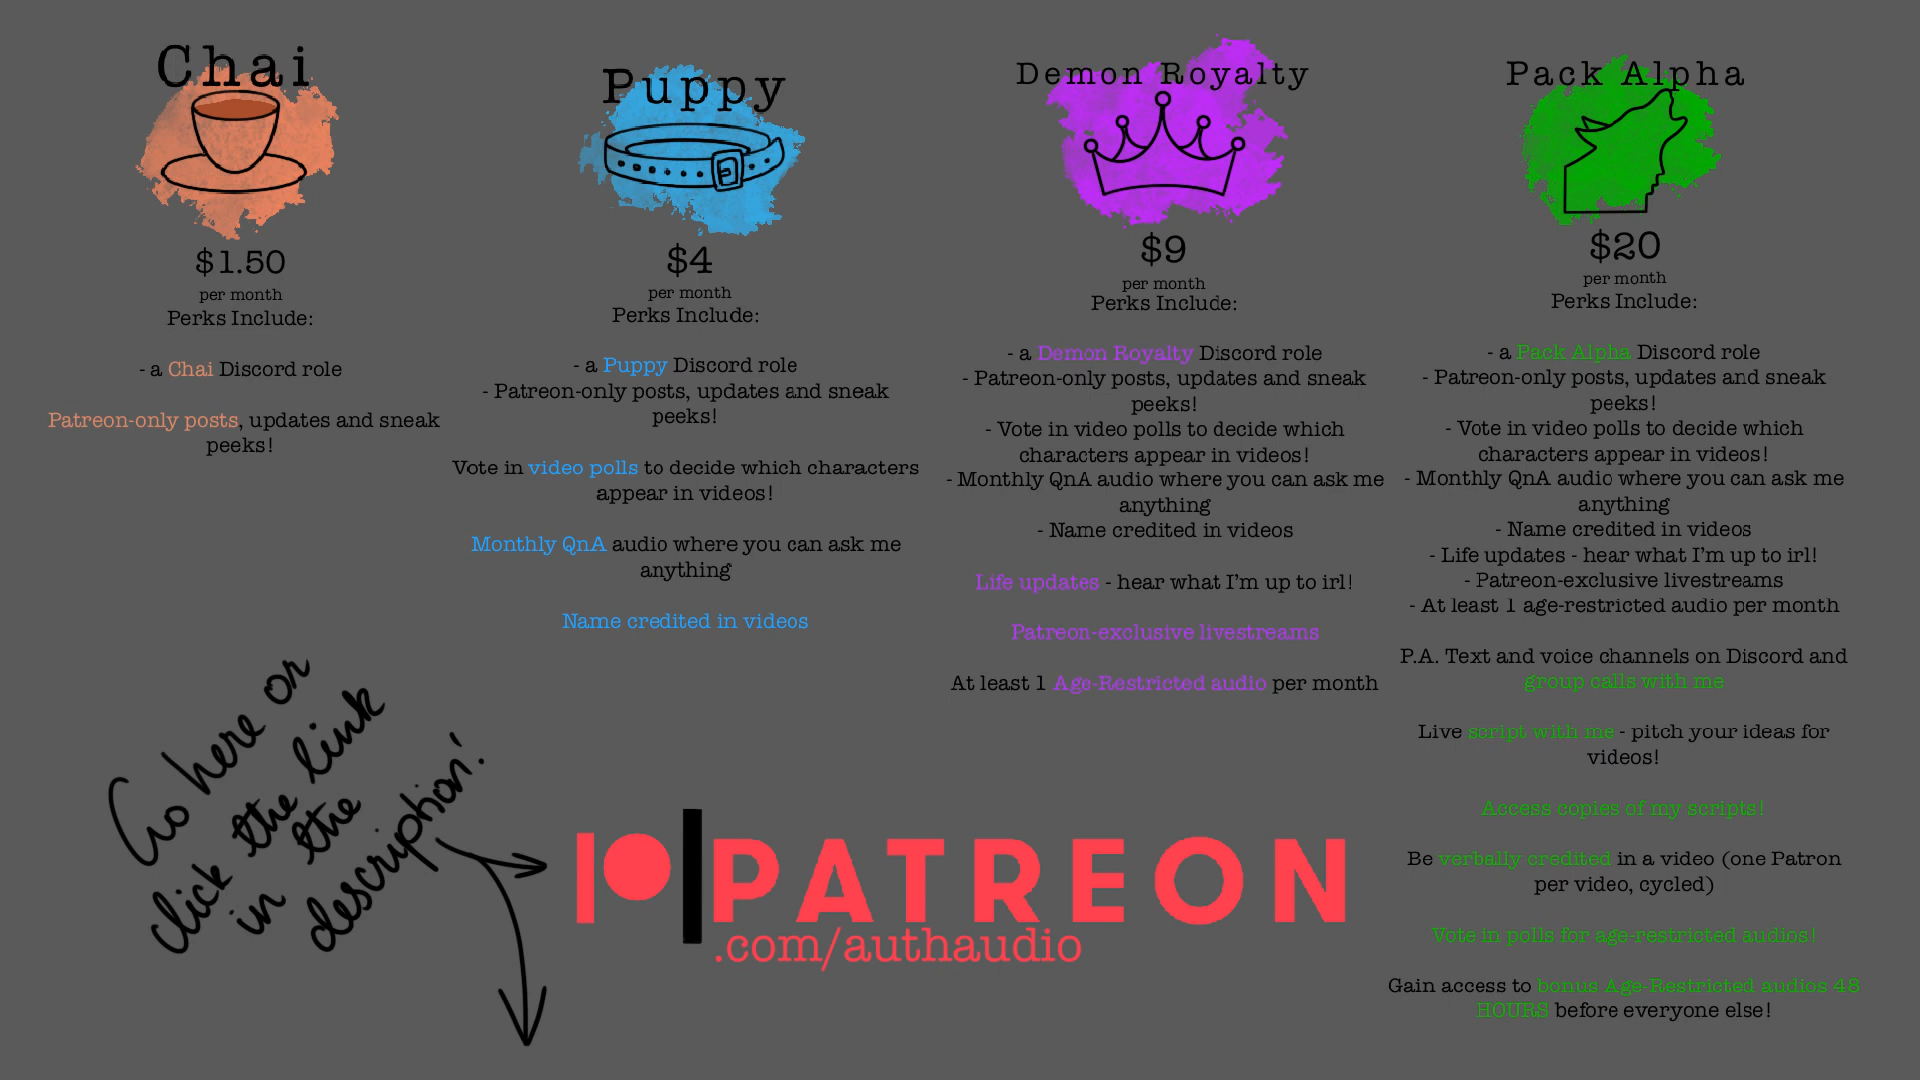 Chai
$1.50
per month
Perks Include:
- a Chai Discord role
Patreon-only posts, updates and sneak
peeks!
Puppy
$4
per month
Perks Include:
- a Puppy Discord role
- Patreon-only posts, updates and sneak
peeks!
Vote in video polls to decide which characters
appear in videos!
Monthly QnA audio where you can ask me
anything
Name credited in videos
Demon Royalty
$9
per month
Perks Include:
- a Demon Royalty Discord role
- Patreon-only posts, updates and sneak
peeks!
- Vote in video polls to decide which
characters appear in videos!
- Monthly QnA audio where you can ask me
anything
- Name credited in videos
Life updates - hear what I'm up to irl!
Patreon-exclusive livestreams
At least 1 Age-Restricted audio per month
Pack Alpha
$20
per month
Perks Include:
- a Pack Alpha Discord role
- Patreon-only posts, updates and sneak
peeks!
- Vote in video polls to decide which
characters appear in videos!
- Monthly QnA audio where you can ask me
anything
- Name credited in videos
- Life updates - hear what I'm up to irl!
- Patreon-exclusive livestreams
- At least 1 age-restricted audio per month
P.A. Text and voice channels on Discord and
group calls with me
Live script with me - pitch your ideas for
videos!
Access copies of my scripts!
Be verbally credited in a video (one Patron
per video, cycled)
Vote in polls for age-restricted audios!
Gain access to bonus Age-Restricted audios 48
HOURS before everyone else!
Go here or
click the link
in the
description!
PATREON
.com/authaudio